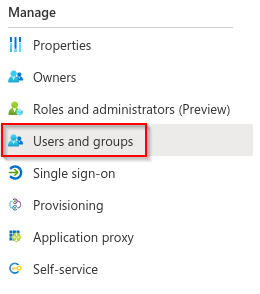 Manage
Properties
Owners
Roles and administrators (Preview)
Users and groups
Single sign-on
Provisioning
Application proxy
Self-service